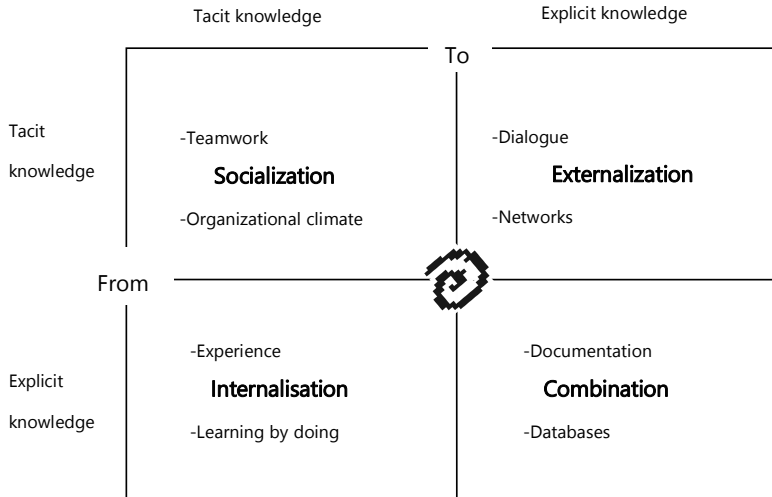 Tacit knowledge
Explicit knowledge
To
Tacit
knowledge
-Teamwork
Socialization
-Organizational climate
-Dialogue
Externalization
-Networks
From
Explicit
knowledge
-Experience
Internalisation
-Learning by doing
-Documentation
Combination
-Databases